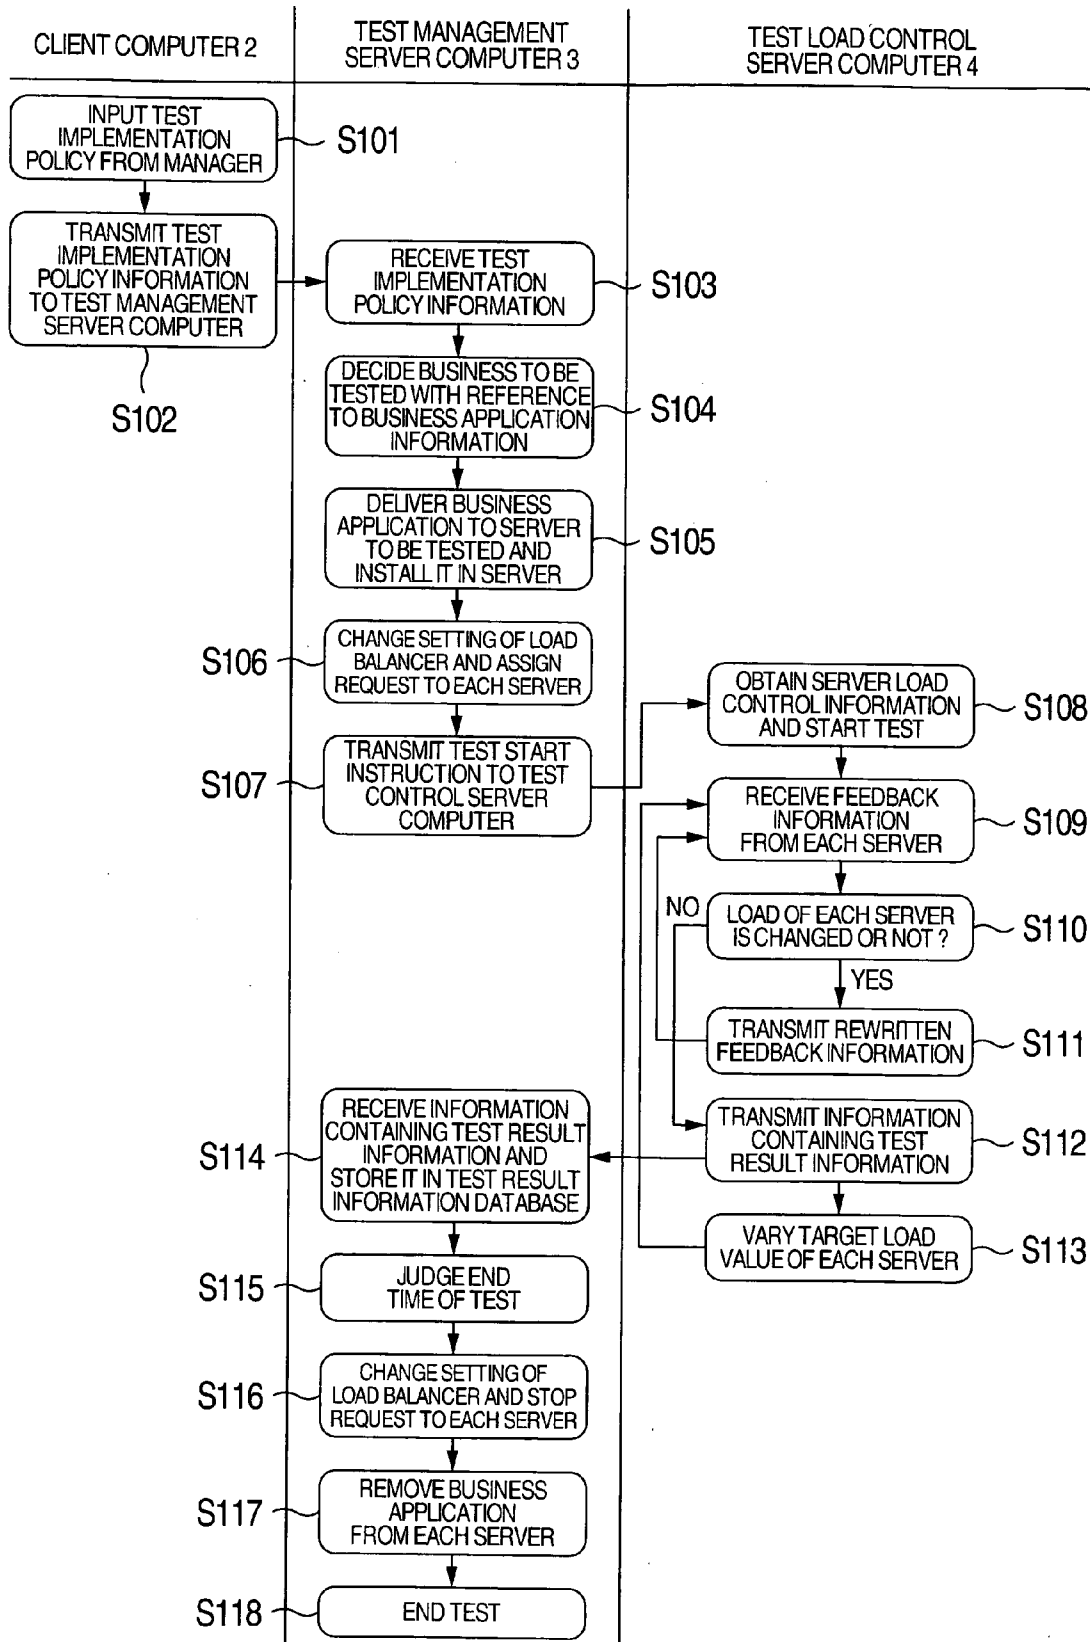 CLIENT COMPUTER 2
TEST MANAGEMENT
SERVER COMPUTER 3
TEST LOAD CONTROL
SERVER COMPUTER 4
INPUT TEST
IMPLEMENTATION
POLICY FROM MANAGER
S101
TRANSMIT TEST
IMPLEMENTATION
POLICY INFORMATION
TO TEST MANAGEMENT
SERVER COMPUTER
S102
RECEIVE TEST
IMPLEMENTATION
POLICY INFORMATION
S103
DECIDE BUSINESS TO BE
TESTED WITH REFERENCE
TO BUSINESS APPLICATION
INFORMATION
S104
DELIVER BUSINESS
APPLICATION TO SERVER
TO BE TESTED AND
INSTALL IT IN SERVER
S105
S106
CHANGE SETTING OF LOAD
BALANCER AND ASSIGN
REQUEST TO EACH SERVER
S107
TRANSMIT TEST START
INSTRUCTION TO TEST
CONTROL SERVER
COMPUTER
OBTAIN SERVER LOAD
CONTROL INFORMATION
AND START TEST
S108
RECEIVE FEEDBACK
INFORMATION
FROM EACH SERVER
S109
NO
LOAD OF EACH SERVER
IS CHANGED OR NOT ?
S110
YES
TRANSMIT REWRITTEN
FEEDBACK INFORMATION
S111
TRANSMIT INFORMATION
CONTAINING TEST
RESULT INFORMATION
S112
VARY TARGET LOAD
VALUE OF EACH SERVER
S113
S114
RECEIVE INFORMATION
CONTAINING TEST RESULT
INFORMATION AND
STORE IT IN TEST RESULT
INFORMATION DATABASE
S115
JUDGE END
TIME OF TEST
S116
CHANGE SETTING OF
LOAD BALANCER AND STOP
REQUEST TO EACH SERVER
S117
REMOVE BUSINESS
APPLICATION
FROM EACH SERVER
S118
END TEST